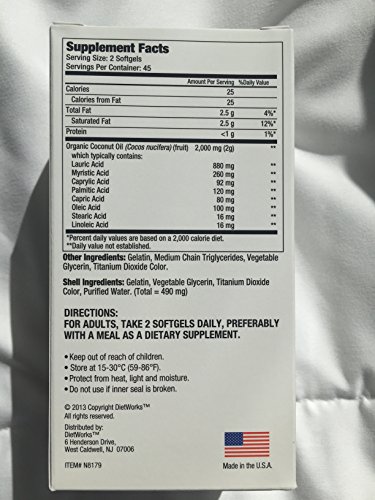 Supplement Facts
Serving Size: 2 Softgels
Servings Per Container: 45
Amount Per Serving %Daily Value
Calories 25
Calories from Fat 25
Total Fat 2.5 g 4%*
Saturated Fat 2.5 g 12%*
Protein <1 g 1%*
Organic Coconut Oil (Cocos nucifera) (fruit) 2,000 mg (2g) **
which typically contains:
Lauric Acid 880 mg **
Myristic Acid 260 mg **
Caprylic Acid 92 mg **
Palmitic Acid 120 mg **
Capric Acid 80 mg **
Oleic Acid 100 mg **
Stearic Acid 16 mg **
Linoleic Acid 16 mg **
*Percent daily values are based on a 2,000 calorie diet.
**Daily value not established.
Other Ingredients: Gelatin, Medium Chain Triglycerides, Vegetable
Glycerin, Titanium Dioxide Color.
Shell Ingredients: Gelatin, Vegetable Glycerin, Titanium Dioxide
Color, Purified Water. (Total = 490 mg)
DIRECTIONS:
FOR ADULTS, TAKE 2 SOFTGELS DAILY, PREFERABLY
WITH A MEAL AS A DIETARY SUPPLEMENT.
• Keep out of reach of children.
• Store at 15-30°C (59-86°F).
• Protect from heat, light and moisture.
• Do not use if inner seal is broken.
© 2013 Copyright DietWorks™
All rights reserved.
Distributed by:
DietWorks™
6 Henderson Drive,
West Caldwell, NJ 07006
ITEM# N8179
Made in the U.S.A.